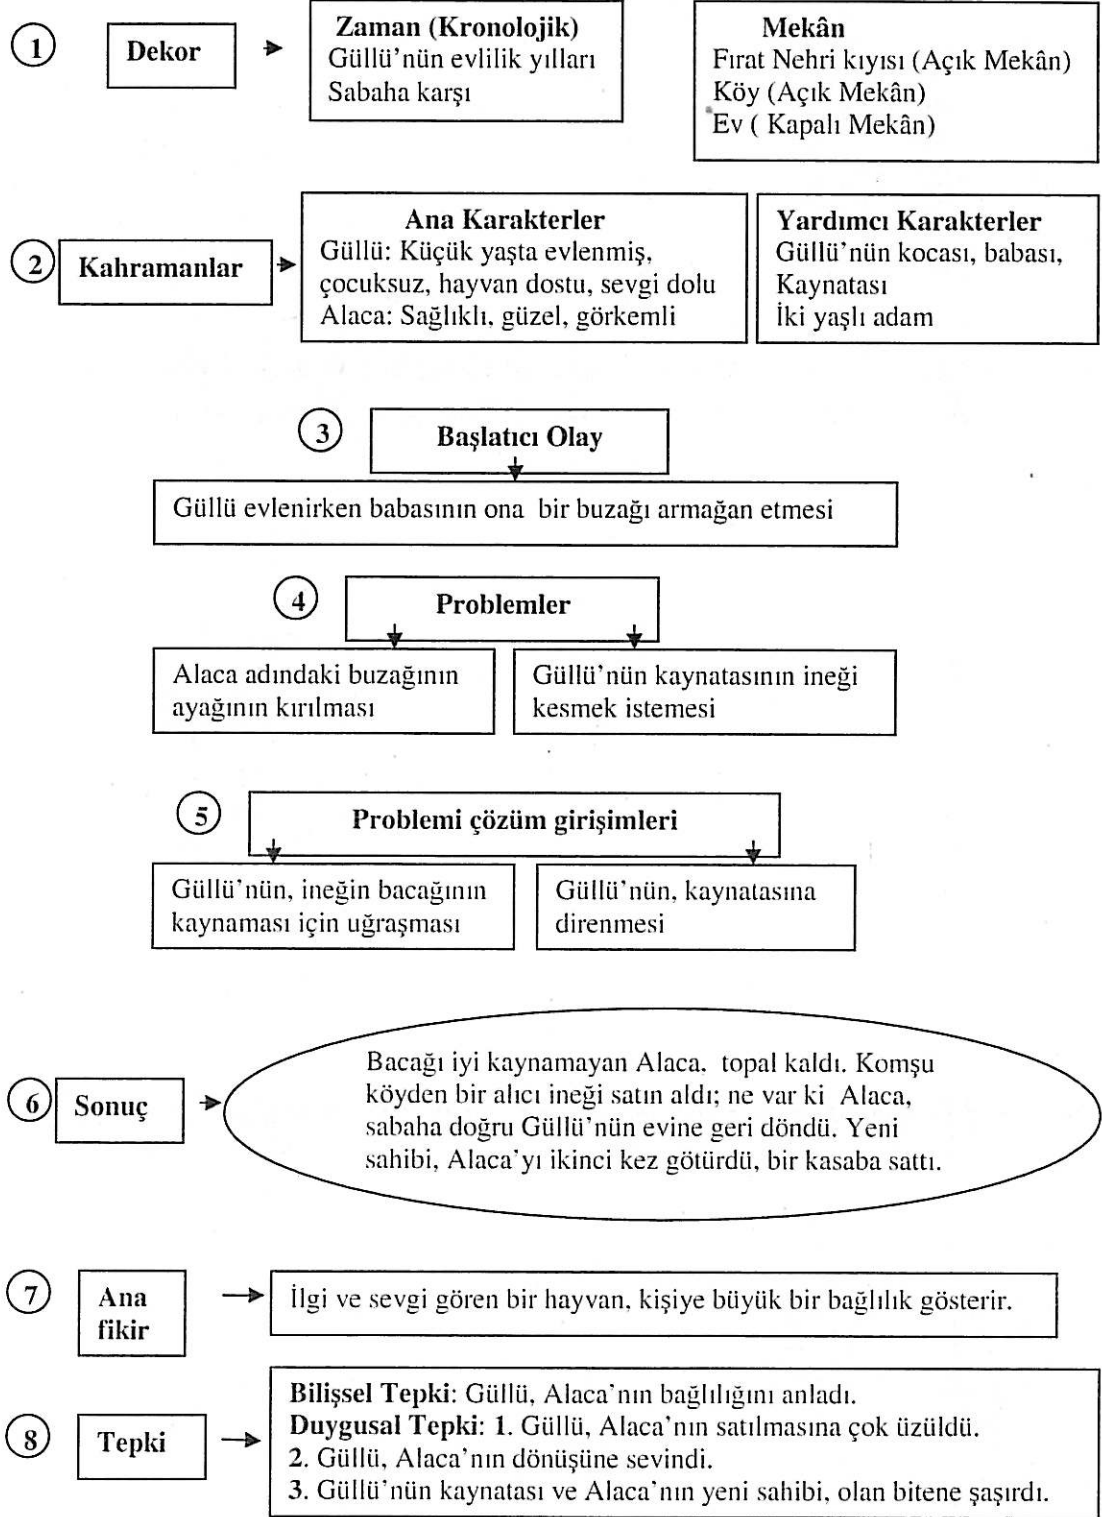 1
Dekor
Zaman (Kronolojik)
Güllü'nün evlilik yılları
Sabaha karşı
Mekân
Fırat Nehri kıyısı (Açık Mekân)
Köy (Açık Mekân)
Ev ( Kapalı Mekân)
2
Kahramanlar
Ana Karakterler
Güllü: Küçük yaşta evlenmiş,
çocuksuz, hayvan dostu, sevgi dolu
Alaca: Sağlıklı, güzel, görkemli
Yardımcı Karakterler
Güllü'nün kocası, babası,
Kaynatası
İki yaşlı adam
3
Başlatıcı Olay
Güllü evlenirken babasının ona bir buzağı armağan etmesi
4
Problemler
Alaca adındaki buzağının
ayağının kırılması
Güllü'nün kaynatasının ineği
kesmek istemesi
5
Problemi çözüm girişimleri
Güllü'nün, ineğin bacağının
kaynaması için uğraşması
Güllü'nün, kaynatasına
direnmesi
6
Sonuç
Bacağı iyi kaynamayan Alaca, topal kaldı. Komşu
köyden bir alıcı ineği satın aldı; ne var ki Alaca,
sabaha doğru Güllü'nün evine geri döndü. Yeni
sahibi, Alaca'yı ikinci kez götürdü, bir kasaba sattı.
7
Ana
fikir
İlgi ve sevgi gören bir hayvan, kişiye büyük bir bağlılık gösterir.
8
Tepki
Bilişsel Tepki: Güllü, Alaca'nın bağlılığını anladı.
Duygusal Tepki: 1. Güllü, Alaca'nın satılmasına çok üzüldü.
2. Güllü, Alaca'nın dönüşüne sevindi.
3. Güllü'nün kaynatası ve Alaca'nın yeni sahibi, olan bitene şaşırdı.